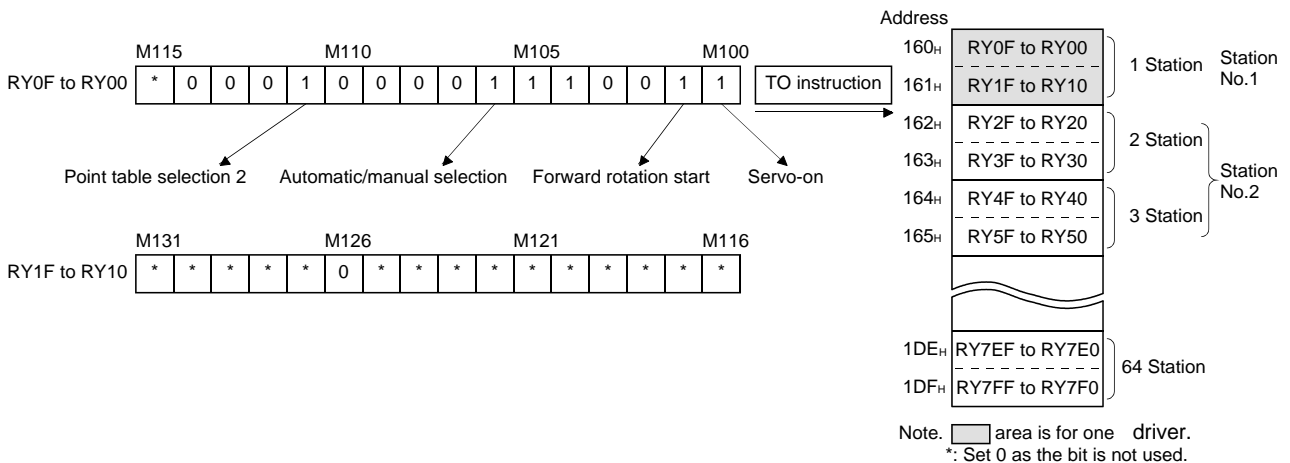 Address
M115 M110 M105 M100
RY0F to RY00 * 0 0 0 1 0 0 0 0 1 1 1 0 0 1 1 TO instruction
Point table selection 2 Automatic/manual selection Forward rotation start Servo-on
M131 M126 M121 M116
RY1F to RY10 * * * * * 0 * * * * * * * * * *
160H RY0F to RY00
161H RY1F to RY10
1 Station
Station
No.1
162H RY2F to RY20
163H RY3F to RY30
2 Station
164H RY4F to RY40
165H RY5F to RY50
3 Station
Station
No.2
1DEH RY7EF to RY7E0
1DFH RY7FF to RY7F0
64 Station
Note. area is for one driver.
*: Set 0 as the bit is not used.